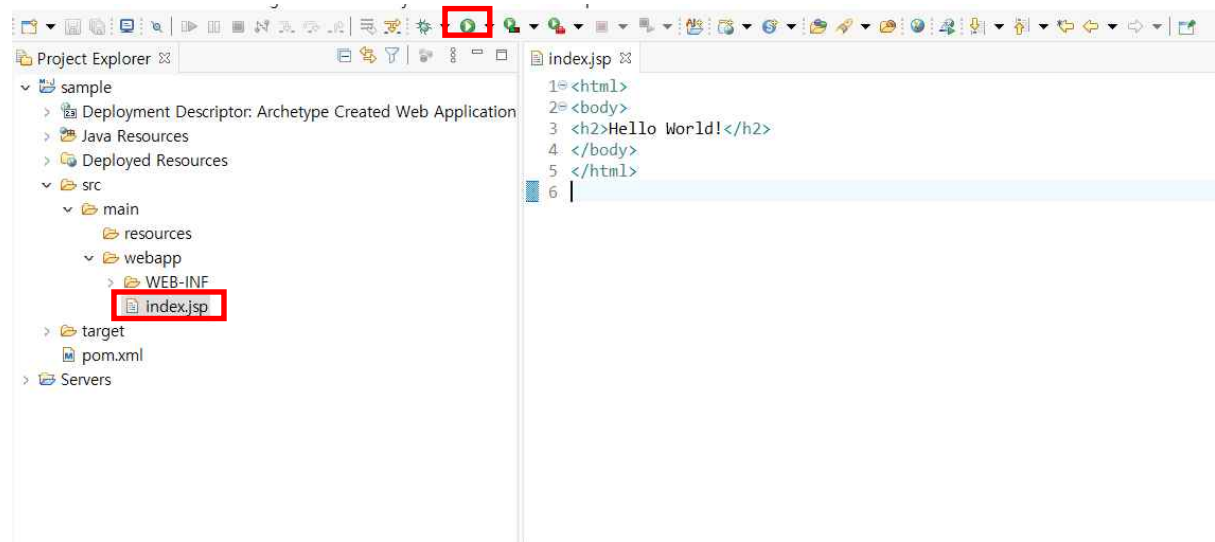 Project Explorer
sample
Deployment Descriptor: Archetype Created Web Application
Java Resources
Deployed Resources
src
main
resources
webapp
WEB-INF
index.jsp
target
pom.xml
Servers
index.jsp
1 <html>
2 <body>
3 <h2>Hello World!</h2>
4 </body>
5 </html>
6